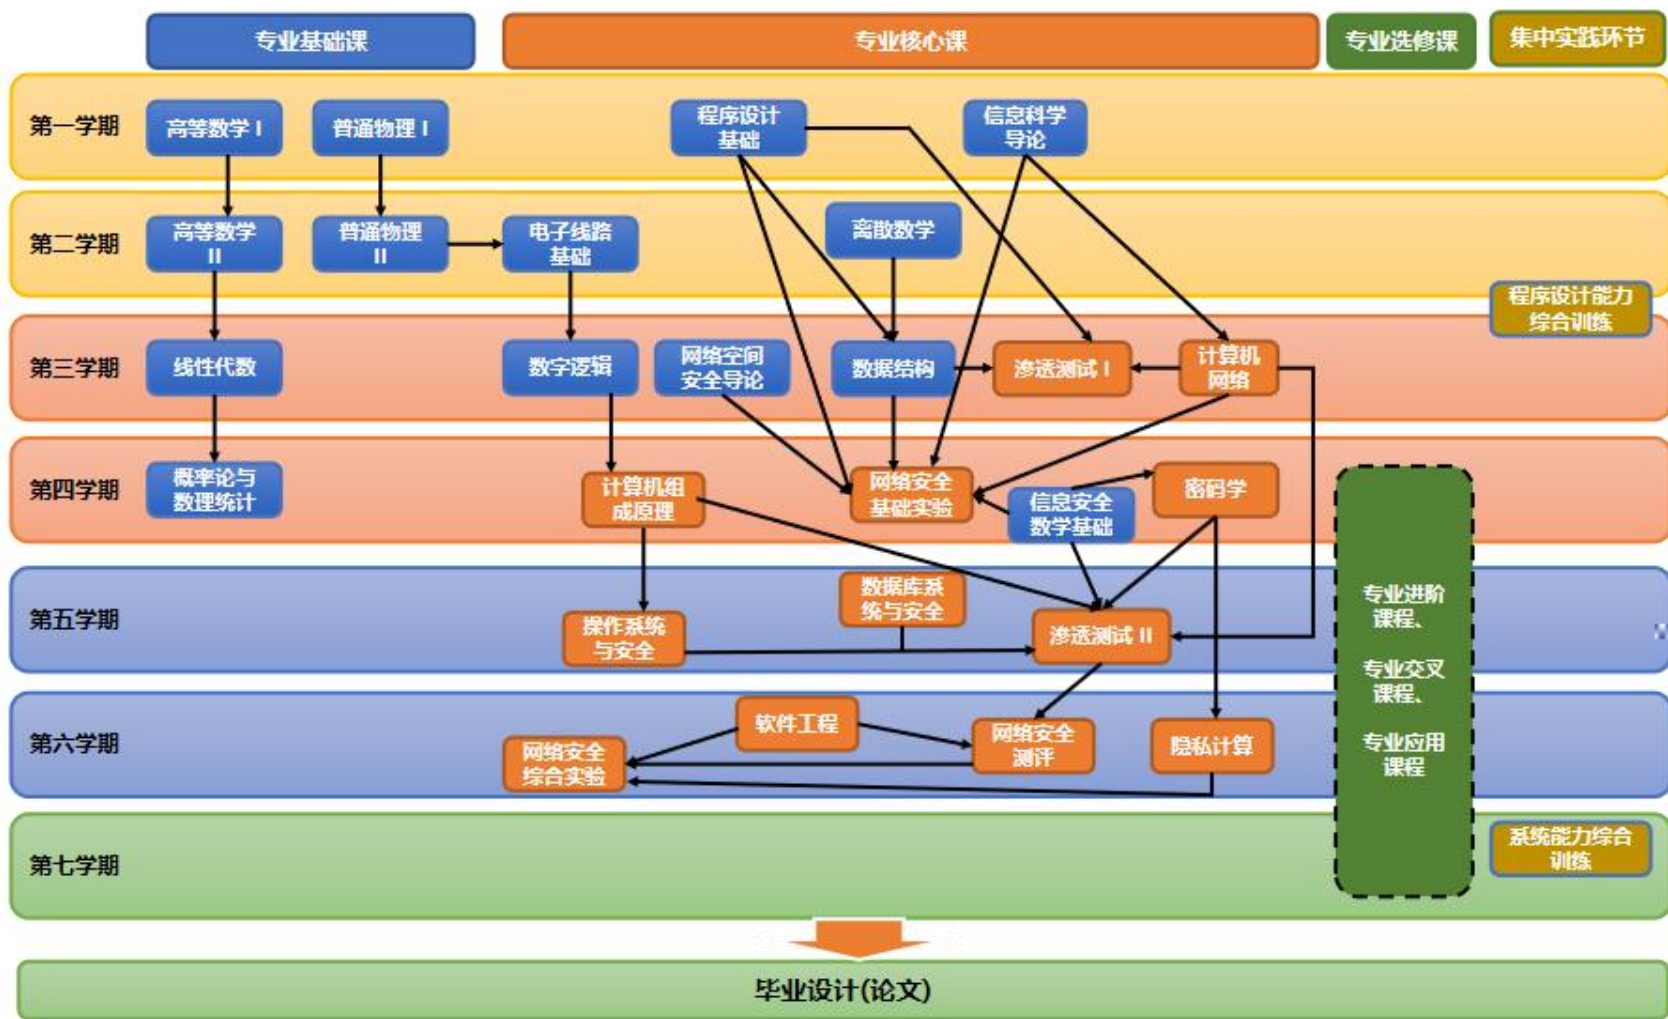 专业基础课
专业核心课
专业选修课
集中实践环节
第一学期
高等数学 I
普通物理 I
程序设计
基础
信息科学
导论
第二学期
高等数学
II
普通物理
II
电子线路
基础
离散数学
程序设计能力
综合训练
第三学期
线性代数
数字逻辑
网络空间
安全导论
数据结构
渗透测试 I
计算机
网络
第四学期
概率论与
数理统计
计算机组
成原理
网络安全
基础实验
信息安全
数学基础
密码学
第五学期
操作系统
与安全
数据库系
统与安全
渗透测试 II
专业进阶
课程、
专业交叉
课程、
专业应用
课程
第六学期
网络安全
综合实验
软件工程
网络安全
测评
隐私计算
第七学期
系统能力综合
训练
毕业设计(论文)